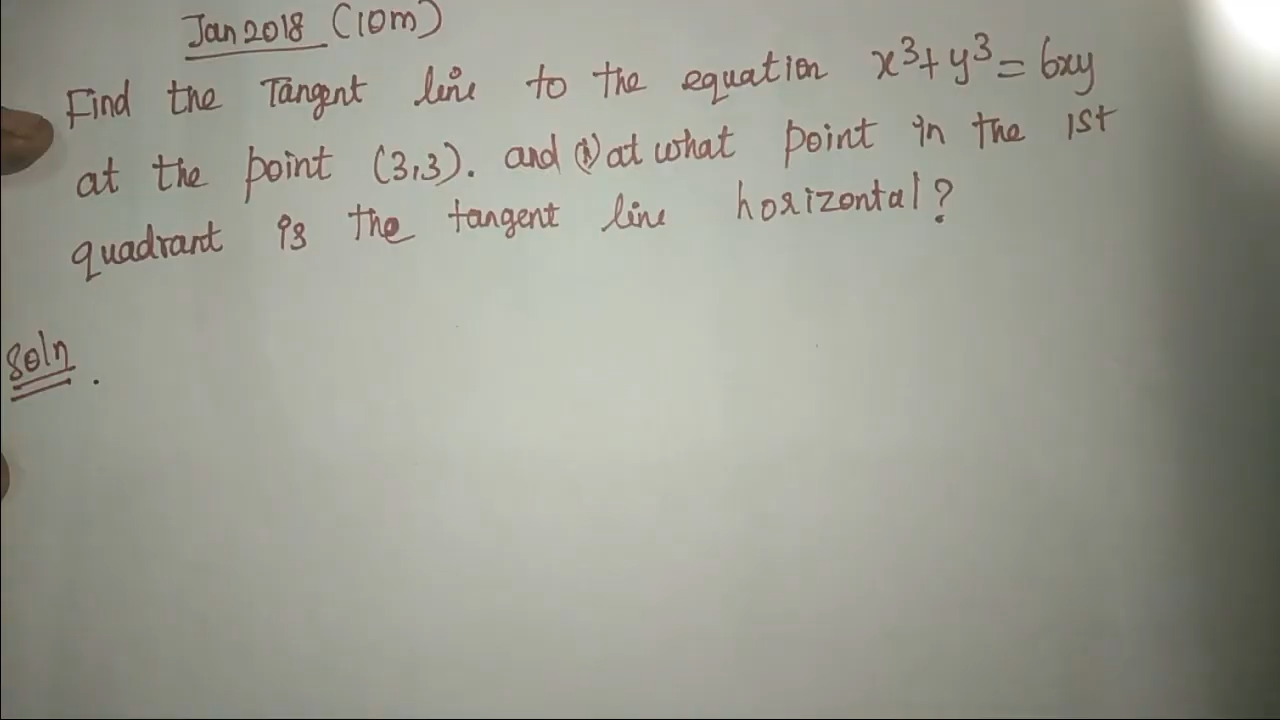 Jan 2018 (10m)
Find the Tangent line to the equation x³+y³=6xy
at the point (3,3). and (ii) at what point in the 1st
quadrant is the tangent line horizontal?
Soln.